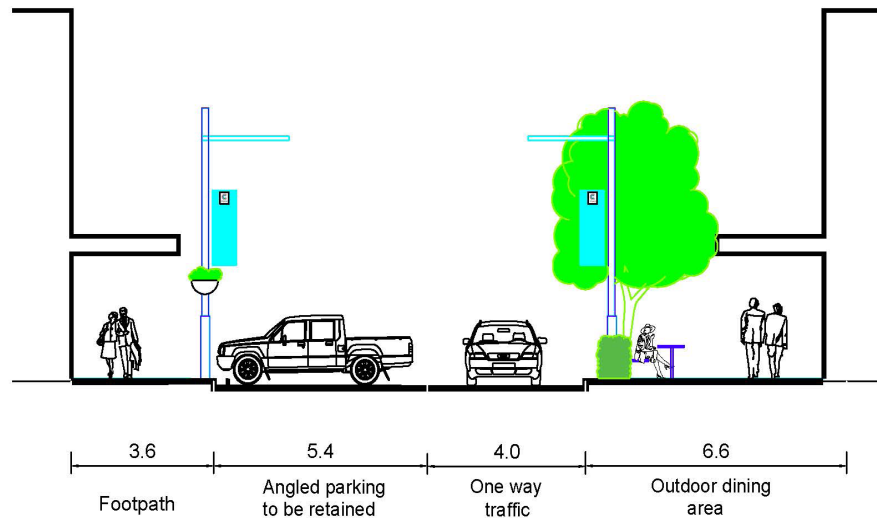 3.6 5.4 4.0 6.6
Footpath
Angled parking
to be retained
One way
traffic
Outdoor dining
area